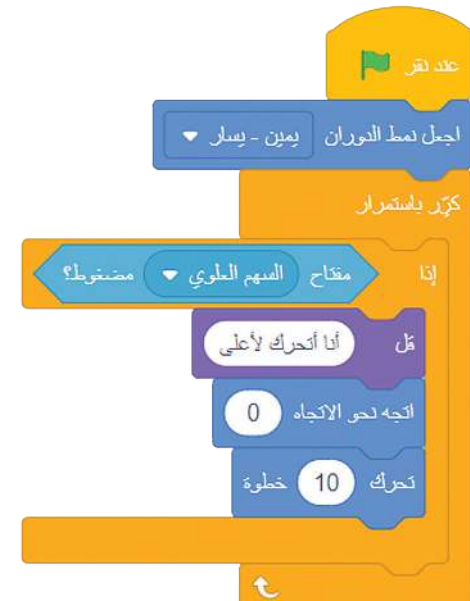 عند نقر
اجعل نمط الدوران يمين - يسار
كرّر باستمرار
إذا مفتاح السهم العلوي مضغوط؟
قل أنا أتحرك لأعلى
اتجه نحو الاتجاه 0
تحرك 10 خطوة